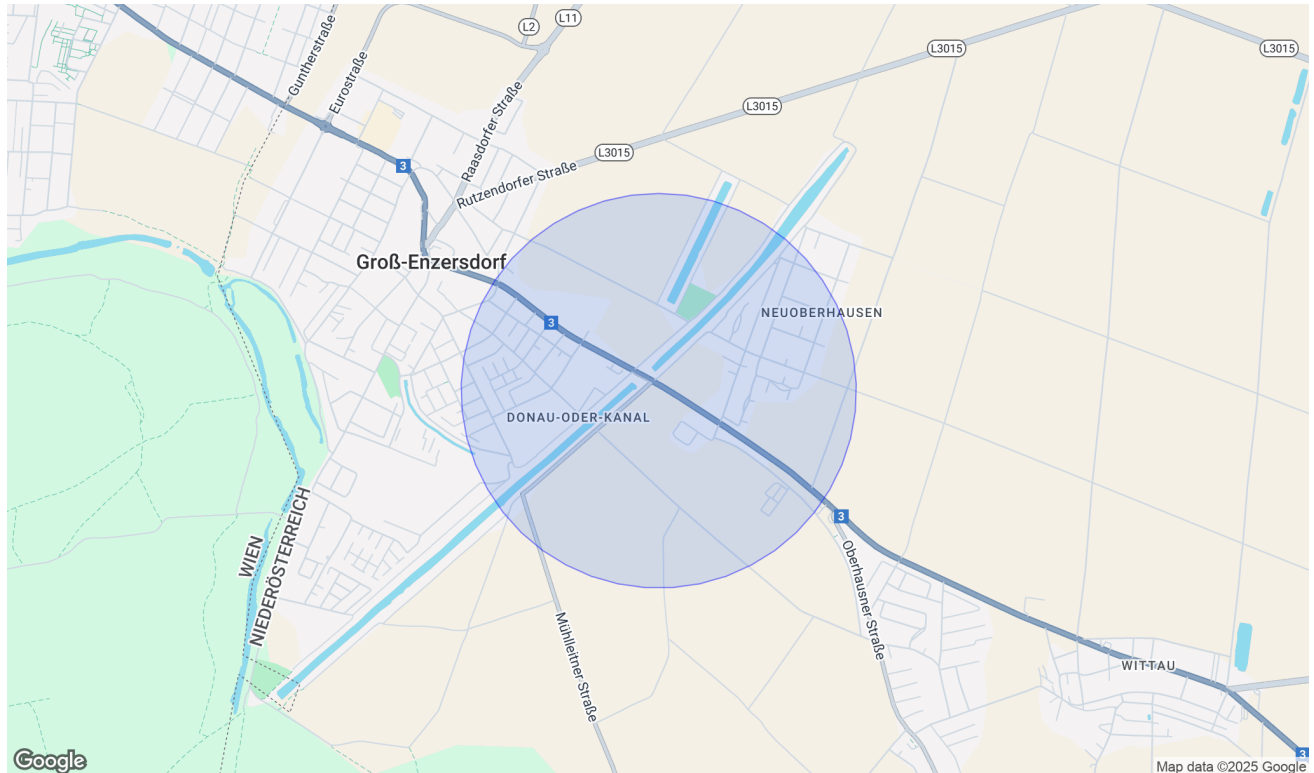 L2
L11
L3015
L3015
Guntherstraße
Eurostraße
Raasdorfer Straße
L3015
L3015
3
Rutzendorfer Straße
Groß-Enzersdorf
3
NEUOBERHAUSEN
DONAU-ODER-KANAL
3
WIEN
NIEDERÖSTERREICH
Oberhausner Straße
Mühlleitner Straße
WITTAU
3
Google
Map data ©2025 Google